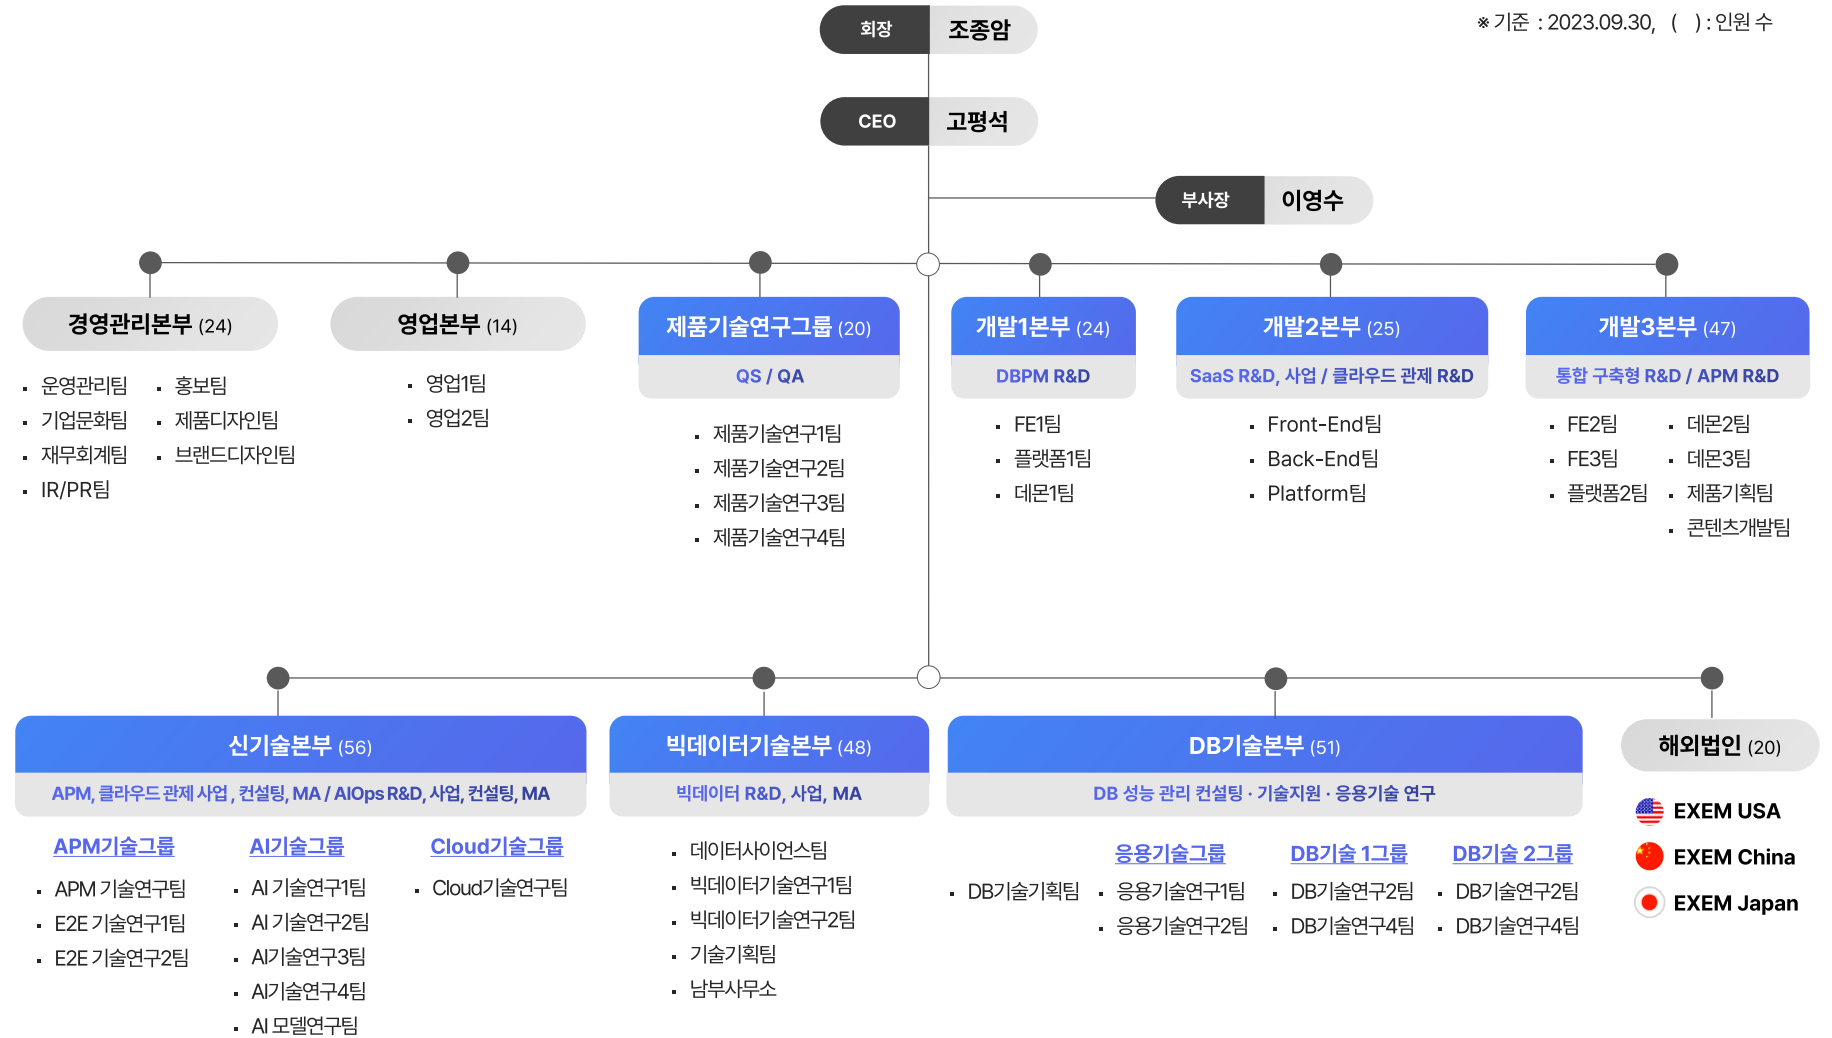 ※ 기준 : 2023.09.30, ( ) : 인원 수
회장 조종암
CEO 고평석
부사장 이영수
경영관리본부 (24)
운영관리팀
기업문화팀
재무회계팀
IR/PR팀
홍보팀
제품디자인팀
브랜드디자인팀
영업본부 (14)
영업1팀
영업2팀
제품기술연구그룹 (20)
QS / QA
제품기술연구1팀
제품기술연구2팀
제품기술연구3팀
제품기술연구4팀
개발1본부 (24)
DBPM R&D
FE1팀
플랫폼1팀
데몬1팀
개발2본부 (25)
SaaS R&D, 사업 / 클라우드 관제 R&D
Front-End팀
Back-End팀
Platform팀
개발3본부 (47)
통합 구축형 R&D / APM R&D
FE2팀
FE3팀
플랫폼2팀
데몬2팀
데몬3팀
제품기획팀
콘텐츠개발팀
신기술본부 (56)
APM, 클라우드 관제 사업 , 컨설팅, MA / AIOps R&D, 사업, 컨설팅, MA
APM기술그룹
APM 기술연구팀
E2E 기술연구1팀
E2E 기술연구2팀
AI기술그룹
AI 기술연구1팀
AI 기술연구2팀
AI기술연구3팀
AI기술연구4팀
AI 모델연구팀
Cloud기술그룹
Cloud기술연구팀
빅데이터기술본부 (48)
빅데이터 R&D, 사업, MA
데이터사이언스팀
빅데이터기술연구1팀
빅데이터기술연구2팀
기술기획팀
남부사무소
DB기술본부 (51)
DB 성능 관리 컨설팅 · 기술지원 · 응용기술 연구
DB기술기획팀
응용기술그룹
응용기술연구1팀
응용기술연구2팀
DB기술 1그룹
DB기술연구2팀
DB기술연구4팀
DB기술 2그룹
DB기술연구2팀
DB기술연구4팀
해외법인 (20)
EXEM USA
EXEM China
EXEM Japan